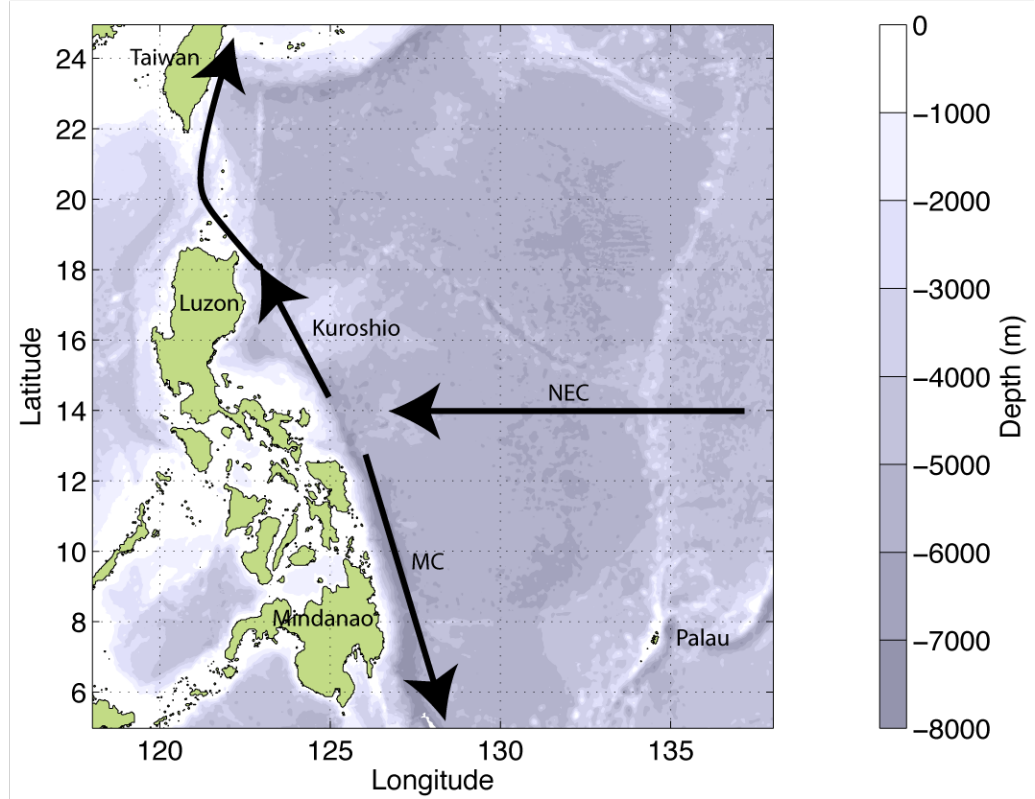 Taiwan
Luzon
Kuroshio
NEC
MC
Mindanao
Palau
24
22
20
18
16
14
12
10
8
6
Latitude
120
125
130
135
Longitude
0
−1000
−2000
−3000
−4000
−5000
−6000
−7000
−8000
Depth (m)